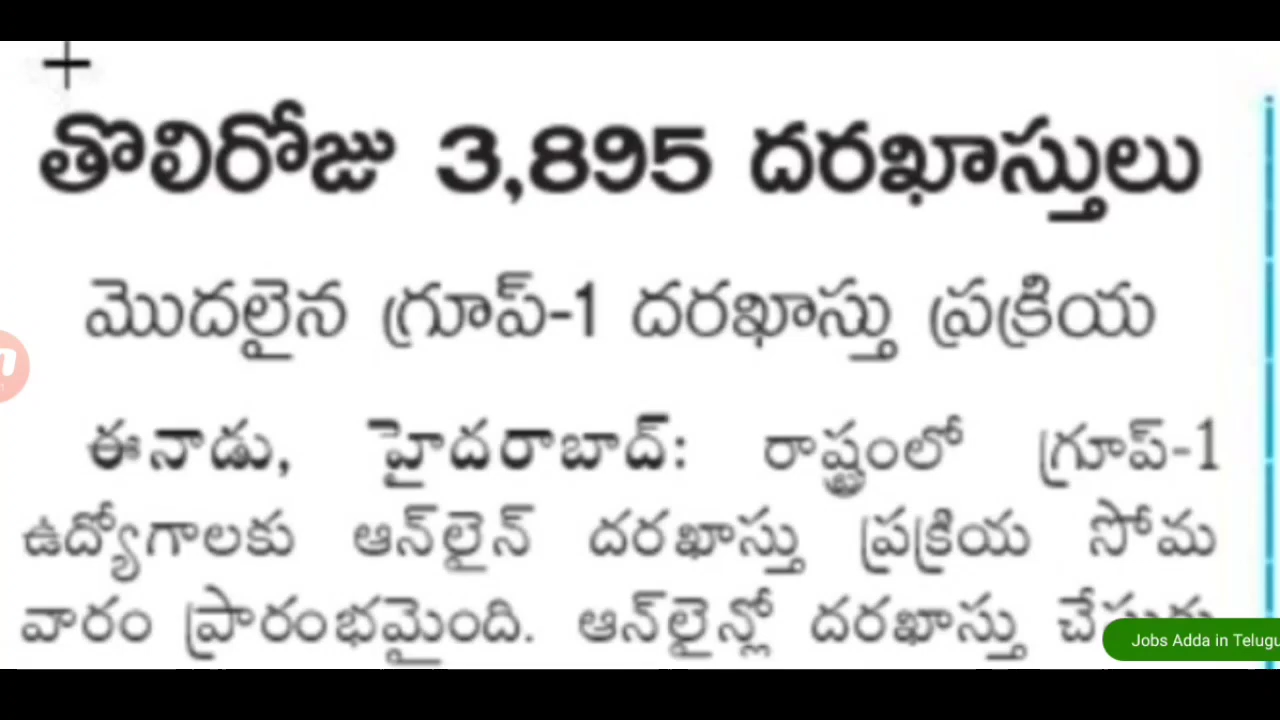 తొలిరోజు 3,895 దరఖాస్తులు
మొదలైన గ్రూప్-1 దరఖాస్తు ప్రక్రియ
ఈనాడు, హైదరాబాద్: రాష్ట్రంలో గ్రూప్-1
ఉద్యోగాలకు ఆన్‌లైన్ దరఖాస్తు ప్రక్రియ సోమ
వారం ప్రారంభమైంది. ఆన్‌లైన్లో దరఖాస్తు
Jobs Adda in Telugu